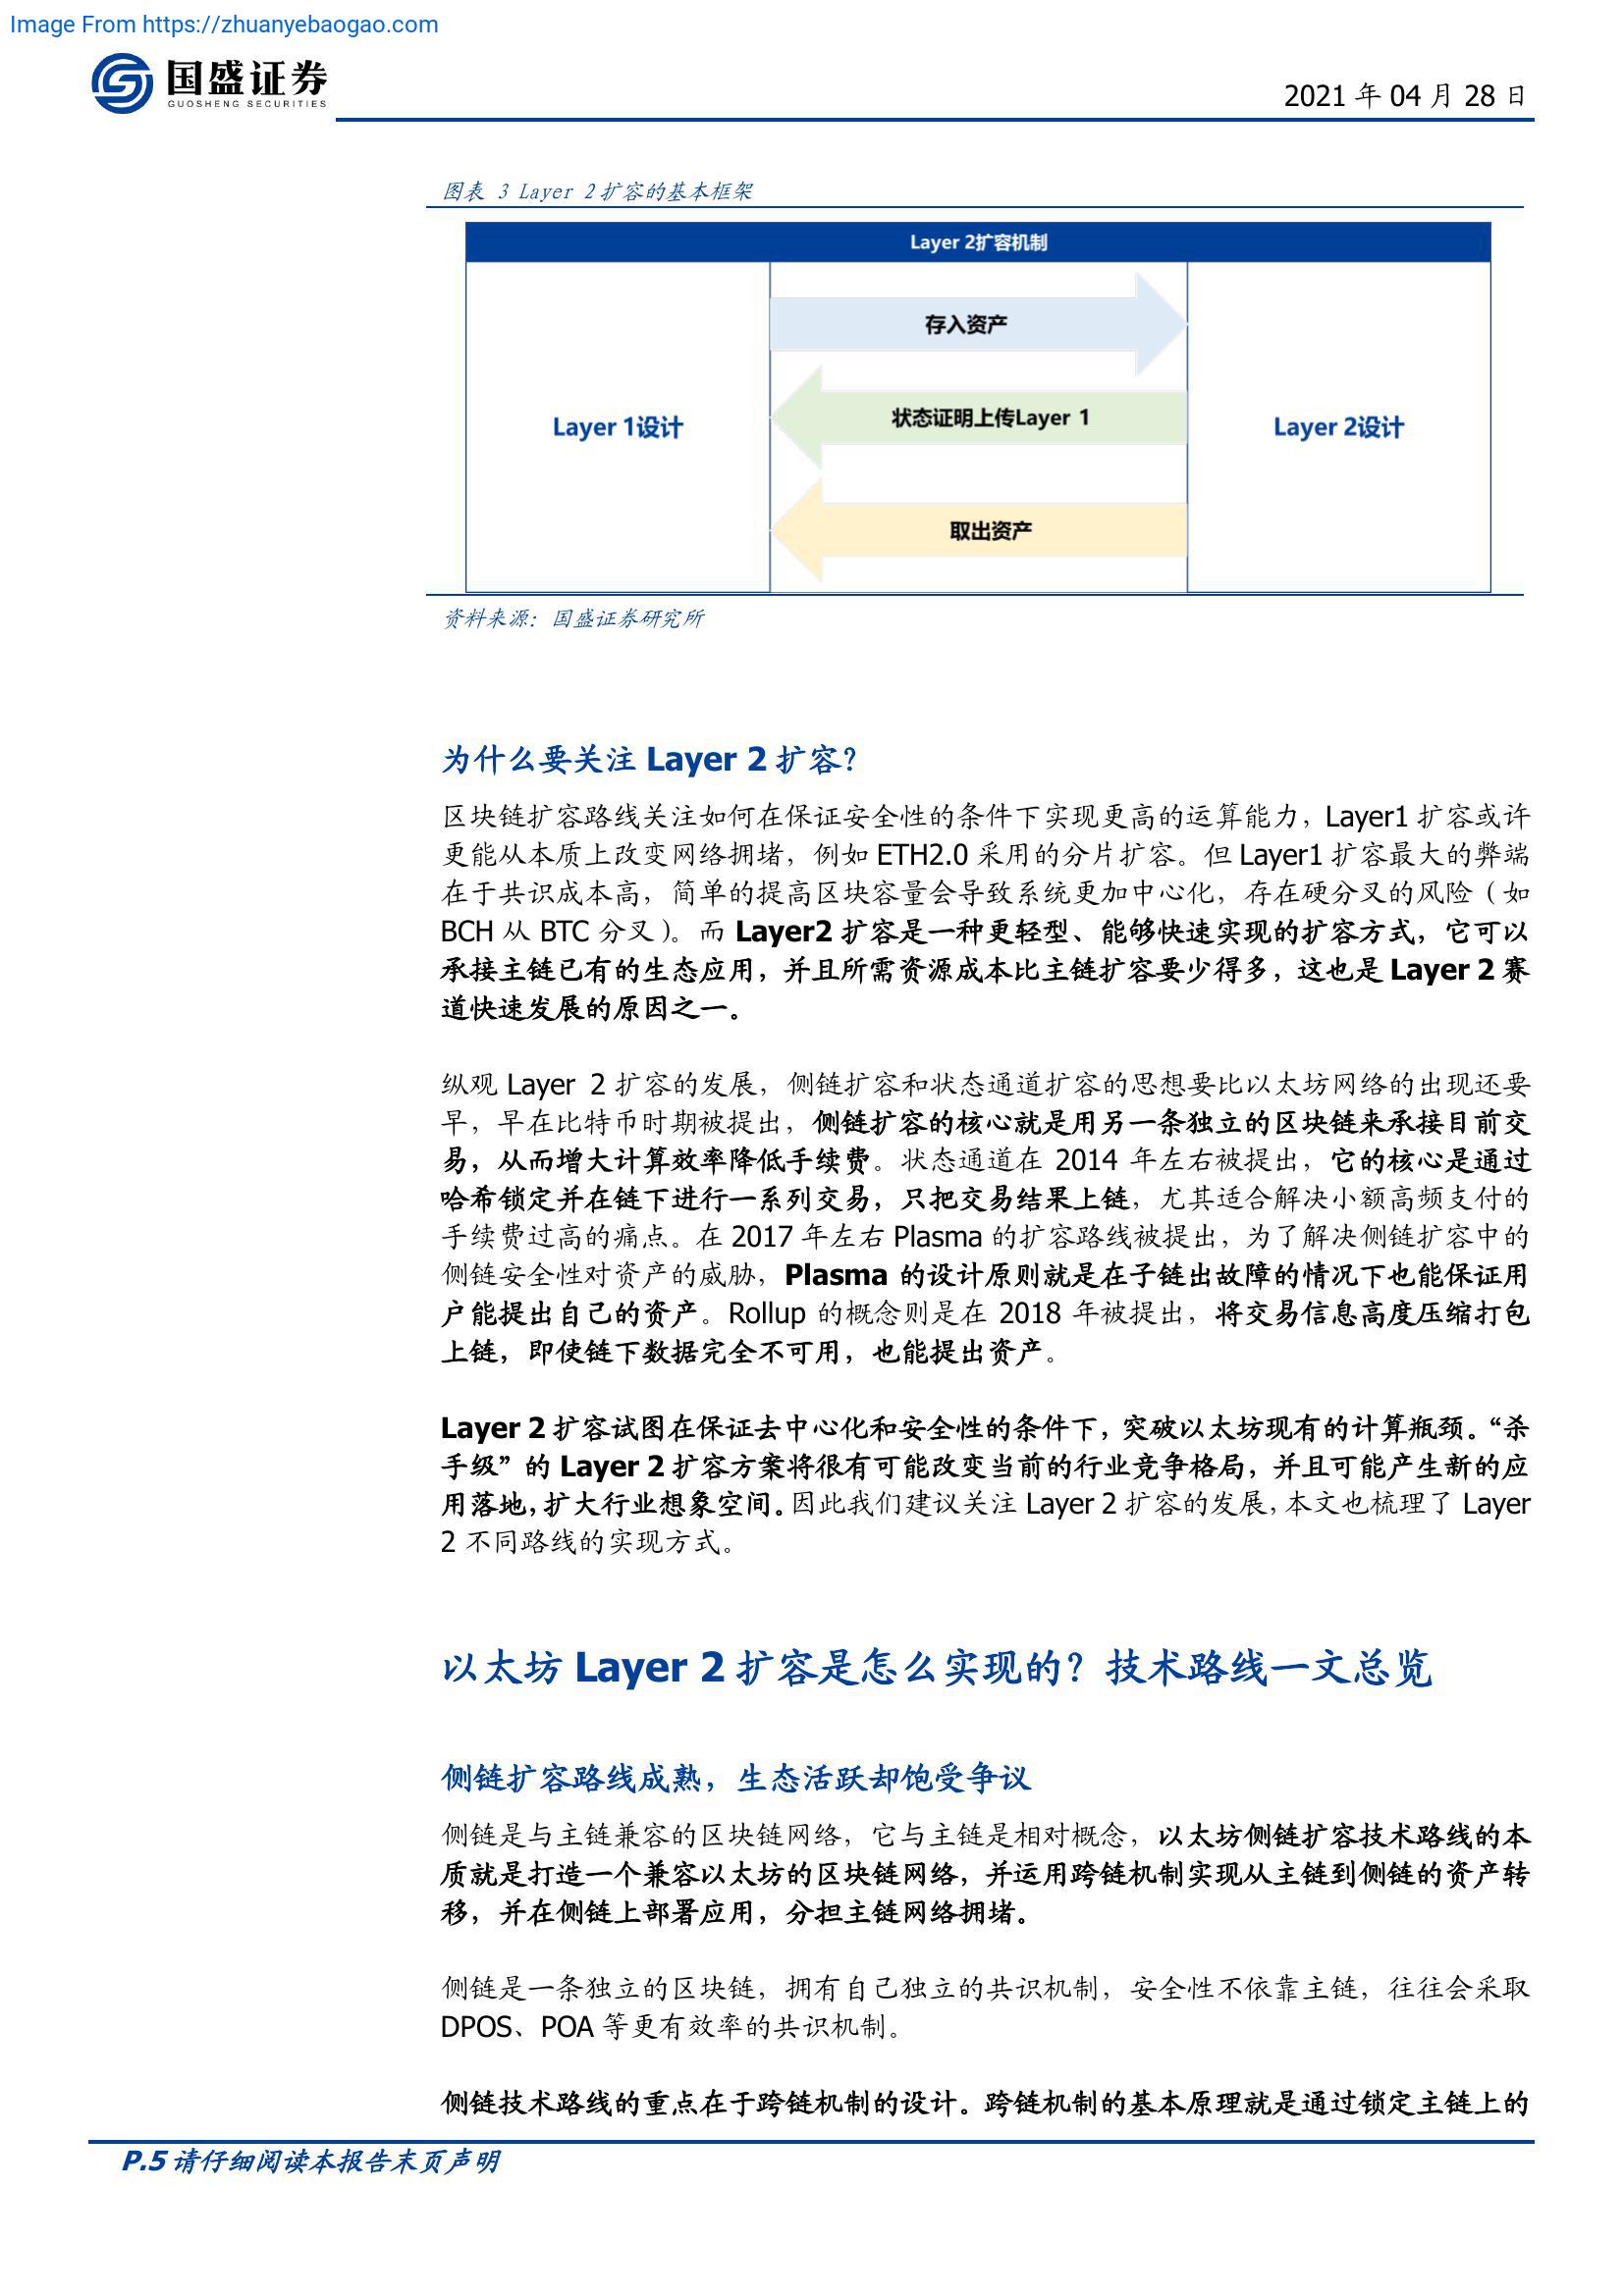 Image From https://zhuanyebaogao.com
国盛证券
GUOSHENG SECURITIES
2021 年 04 月 28 日
图表 3 Layer 2扩容的基本框架
Layer 2扩容机制
存入资产
状态证明上传Layer 1
Layer 1设计
Layer 2设计
取出资产
资料来源：国盛证券研究所
为什么要关注 Layer 2 扩容？
区块链扩容路线关注如何在保证安全性的条件下实现更高的运算能力，Layer1 扩容或许
更能从本质上改变网络拥堵，例如 ETH2.0 采用的分片扩容。但 Layer1 扩容最大的弊端
在于共识成本高，简单的提高区块容量会导致系统更加中心化，存在硬分叉的风险（如
BCH 从 BTC 分叉）。而 Layer2 扩容是一种更轻型、能够快速实现的扩容方式，它可以
承接主链已有的生态应用，并且所需资源成本比主链扩容要少得多，这也是 Layer 2 赛
道快速发展的原因之一。
纵观 Layer 2 扩容的发展，侧链扩容和状态通道扩容的思想要比以太坊网络的出现还要
早，早在比特币时期被提出，侧链扩容的核心就是用另一条独立的区块链来承接目前交
易，从而增大计算效率降低手续费。状态通道在 2014 年左右被提出，它的核心是通过
哈希锁定并在链下进行一系列交易，只把交易结果上链，尤其适合解决小额高频支付的
手续费过高的痛点。在 2017 年左右 Plasma 的扩容路线被提出，为了解决侧链扩容中的
侧链安全性对资产的威胁，Plasma 的设计原则就是在子链出故障的情况下也能保证用
户能提出自己的资产。Rollup 的概念则是在 2018 年被提出，将交易信息高度压缩打包
上链，即使链下数据完全不可用，也能提出资产。
Layer 2 扩容试图在保证去中心化和安全性的条件下，突破以太坊现有的计算瓶颈。“杀
手级”的 Layer 2 扩容方案将很有可能改变当前的行业竞争格局，并且可能产生新的应
用落地，扩大行业想象空间。因此我们建议关注 Layer 2 扩容的发展，本文也梳理了 Layer
2 不同路线的实现方式。
以太坊 Layer 2 扩容是怎么实现的？技术路线一文总览
侧链扩容路线成熟，生态活跃却饱受争议
侧链是与主链兼容的区块链网络，它与主链是相对概念，以太坊侧链扩容技术路线的本
质就是打造一个兼容以太坊的区块链网络，并运用跨链机制实现从主链到侧链的资产转
移，并在侧链上部署应用，分担主链网络拥堵。
侧链是一条独立的区块链，拥有自己独立的共识机制，安全性不依靠主链，往往会采取
DPOS、POA 等更有效率的共识机制。
侧链技术路线的重点在于跨链机制的设计。跨链机制的基本原理就是通过锁定主链上的
P.5 请仔细阅读本报告末页声明